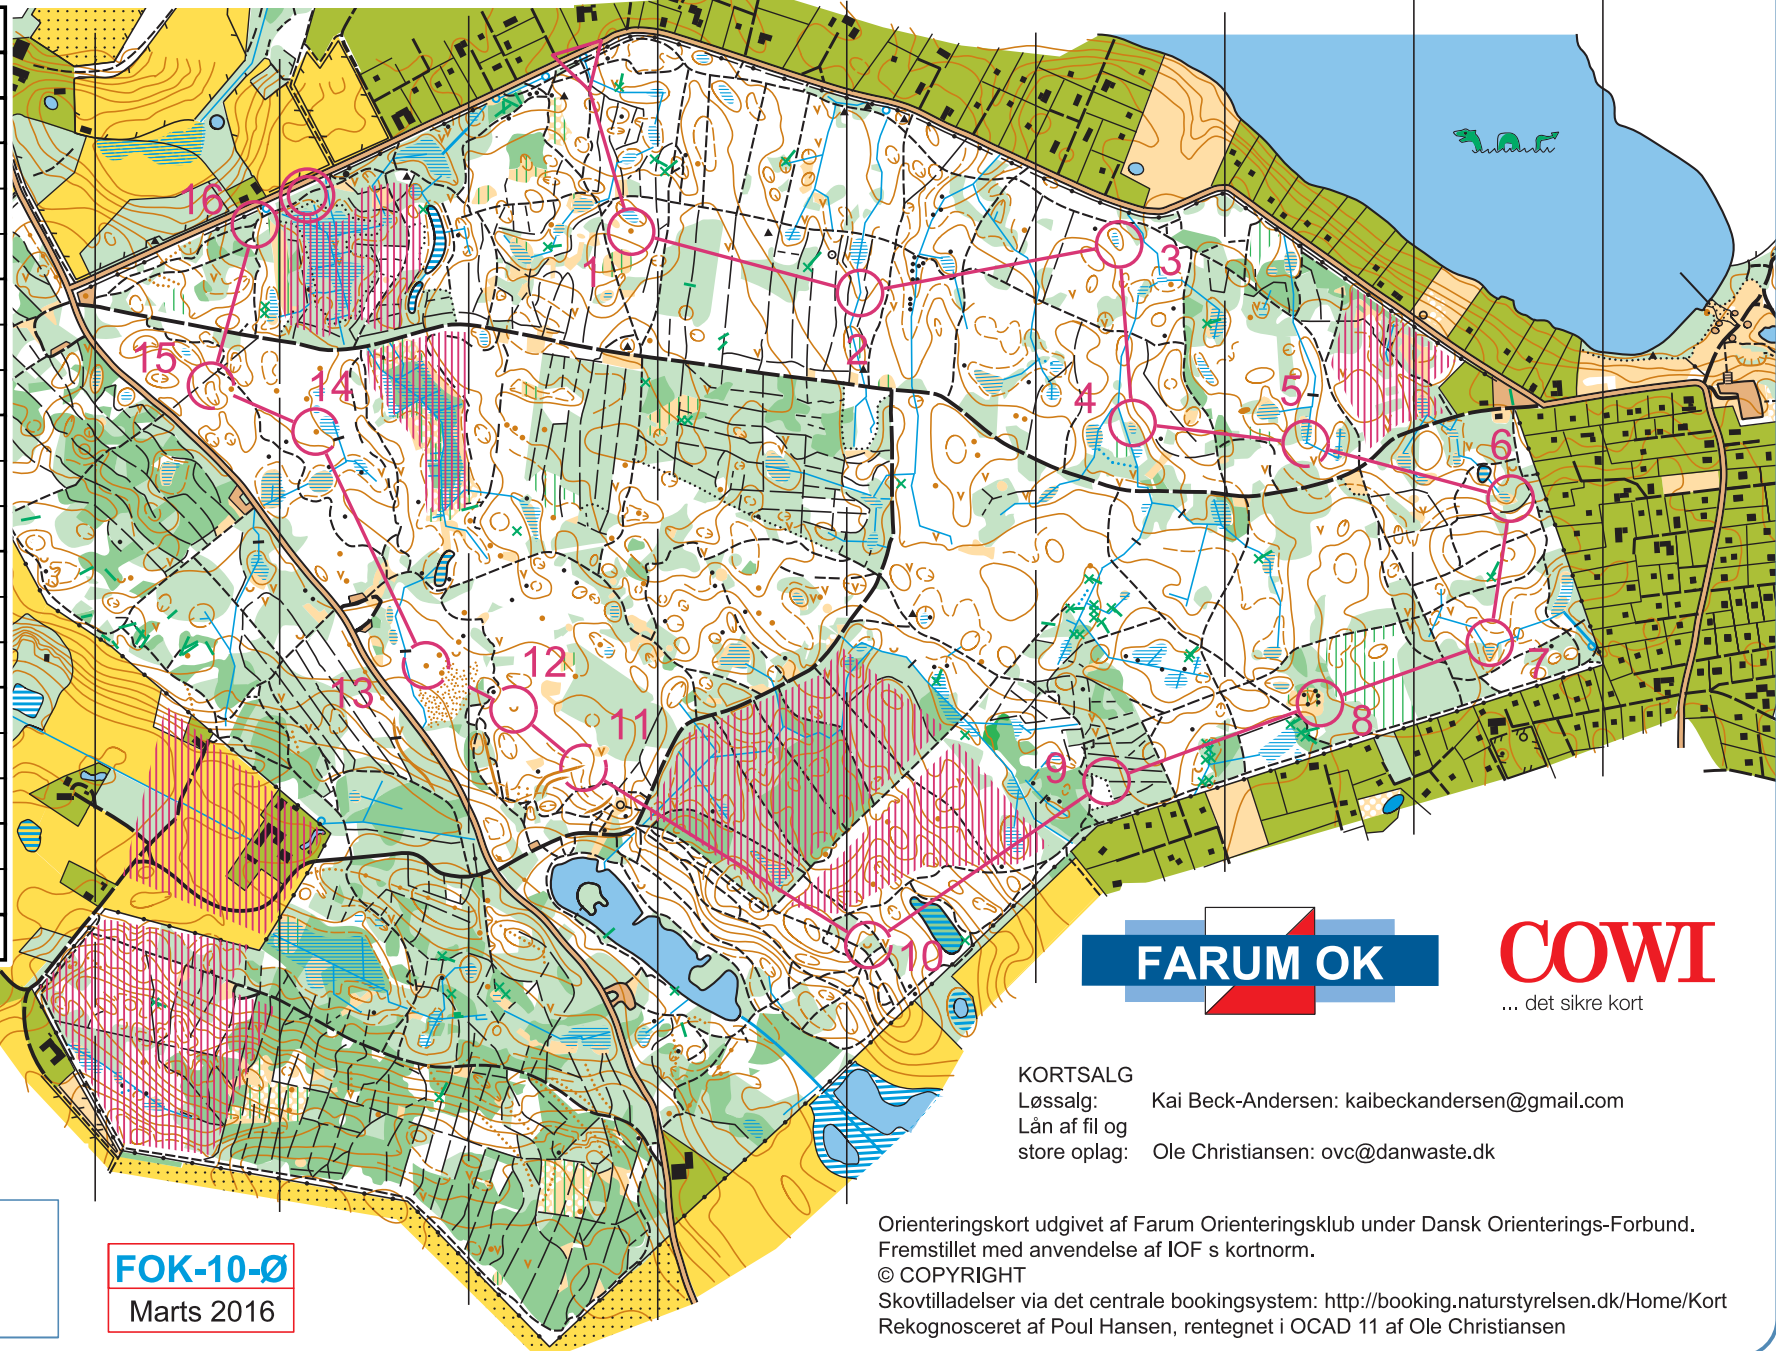 16
1
2
3
15
14
4
5
6
13
12
11
7
8
9
10
FARUM OK
COWI
... det sikre kort
KORTSALG
Løssalg: Kai Beck-Andersen: kaibeckandersen@gmail.com
Lån af fil og
store oplag: Ole Christiansen: ovc@danwaste.dk
Orienteringskort udgivet af Farum Orienteringsklub under Dansk Orienterings-Forbund.
Fremstillet med anvendelse af IOF s kortnorm.
© COPYRIGHT
Skovtilladelser via det centrale bookingsystem: http://booking.naturstyrelsen.dk/Home/Kort
Rekognosceret af Poul Hansen, rentegnet i OCAD 11 af Ole Christiansen
FOK-10-Ø
Marts 2016